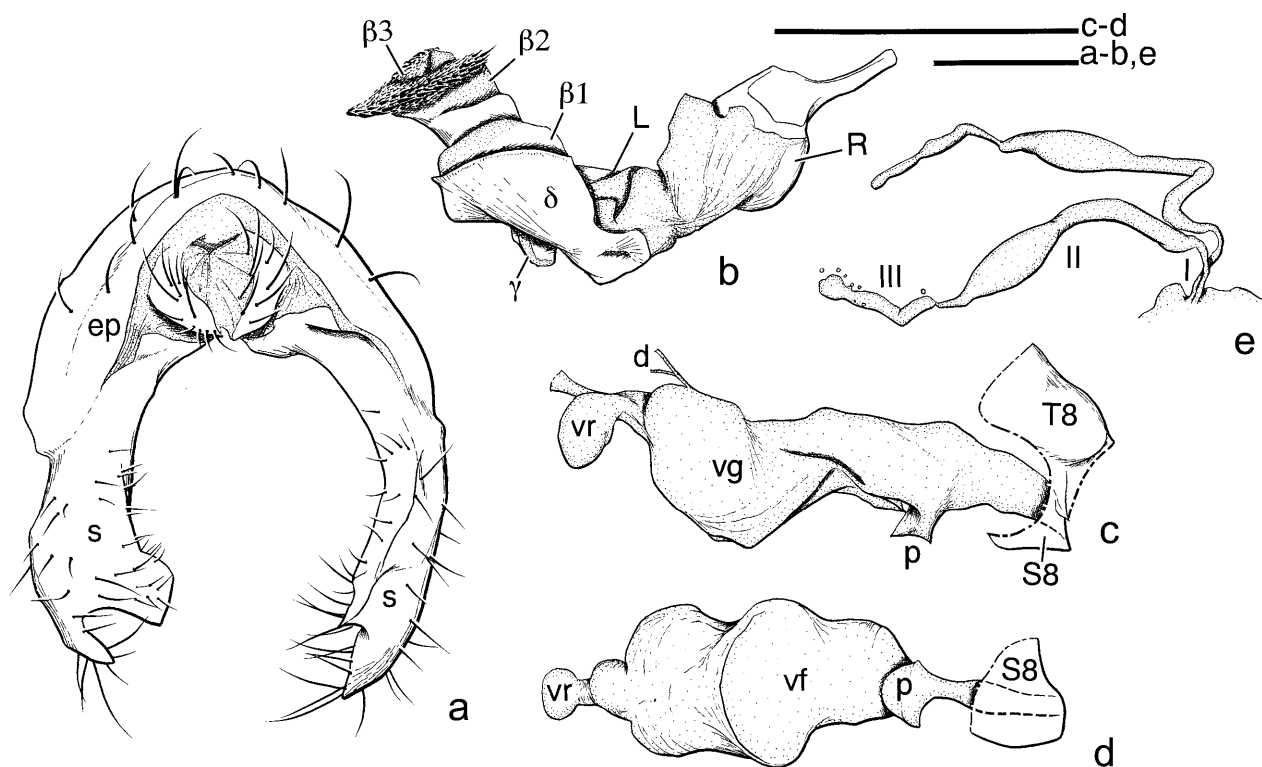 c-d
a-b,e
β3
β2
β1
L
R
δ
γ
b
ep
s
s
a
III
II
I
e
d
vr
vg
p
T8
S8
c
vr
vf
p
S8
d